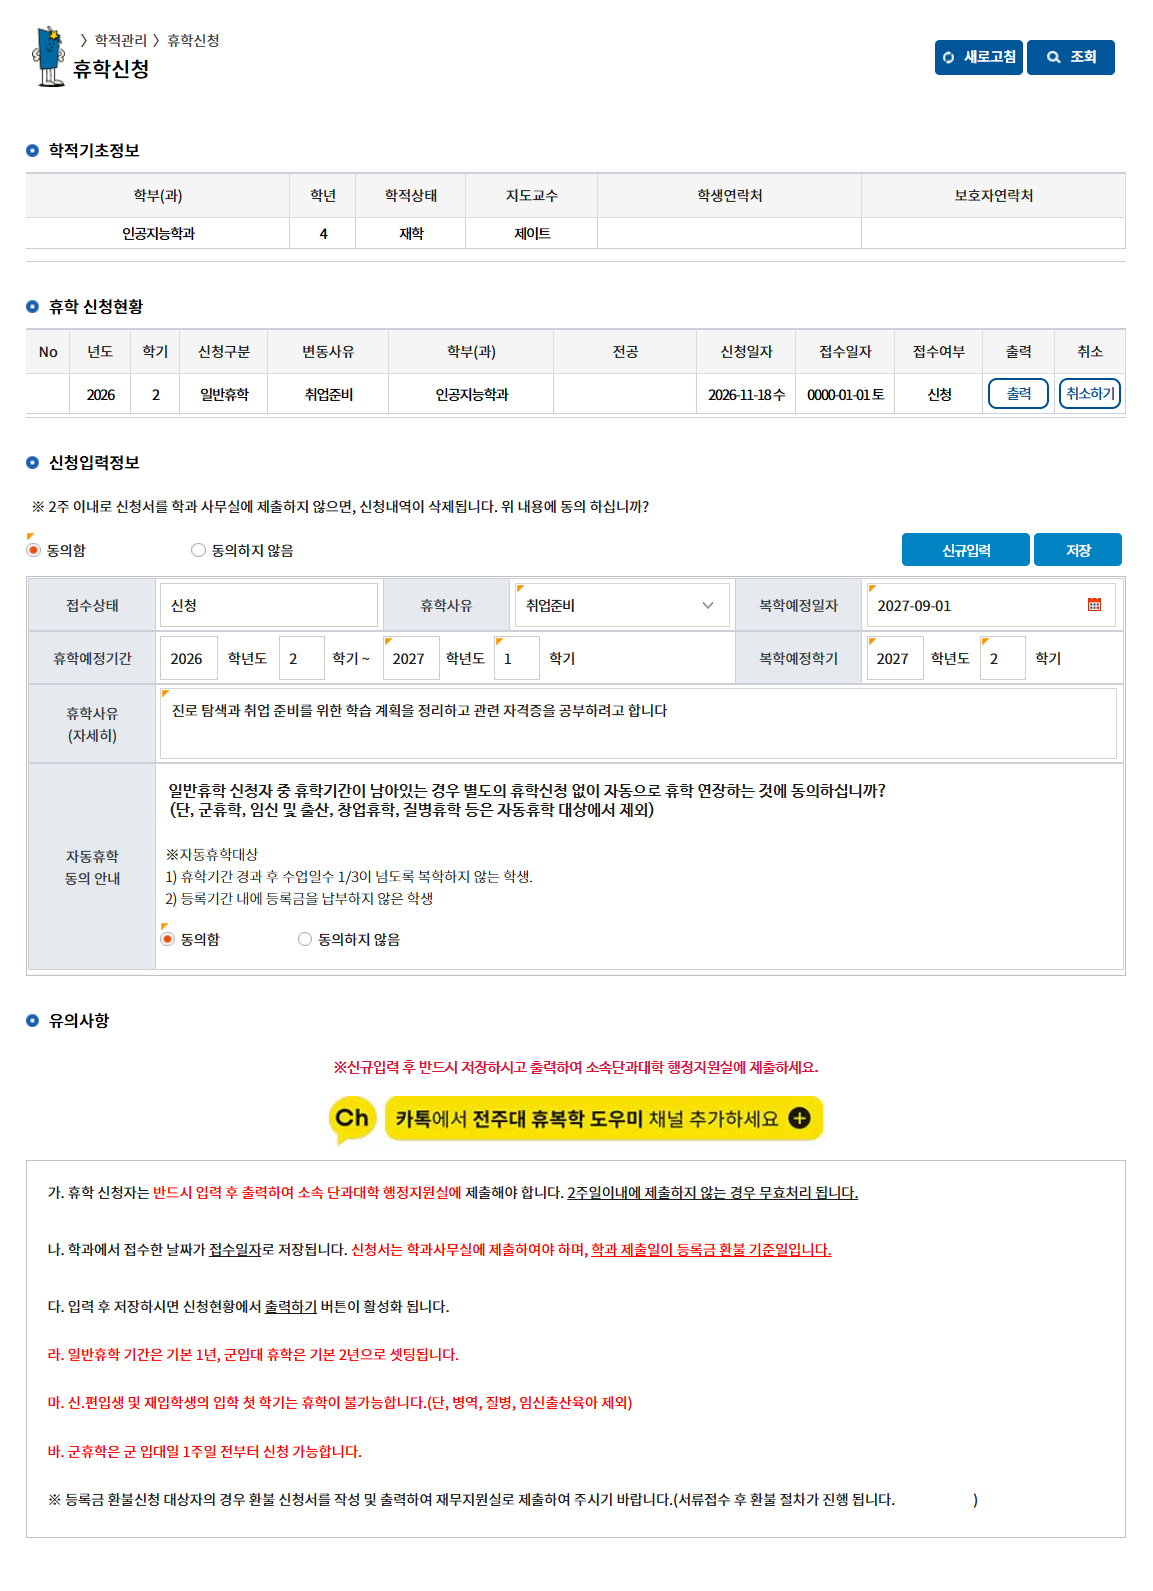 〉 학적관리 〉 휴학신청
휴학신청
새로고침 조회
학적기초정보
학부(과) 학년 학적상태 지도교수 학생연락처 보호자연락처
인공지능학과 4 재학 제이트
휴학 신청현황
No 년도 학기 신청구분 변동사유 학부(과) 전공 신청일자 접수일자 접수여부 출력 취소
2026 2 일반휴학 취업준비 인공지능학과 2026-11-18 수 0000-01-01 토 신청 출력 취소하기
신청입력정보
※ 2주 이내로 신청서를 학과 사무실에 제출하지 않으면, 신청내역이 삭제됩니다. 위 내용에 동의 하십니까?
동의함 동의하지 않음 신규입력 저장
접수상태 신청 휴학사유 취업준비 복학예정일자 2027-09-01
휴학예정기간 2026 학년도 2 학기 ~ 2027 학년도 1 학기 복학예정학기 2027 학년도 2 학기
휴학사유
(자세히)
진로 탐색과 취업 준비를 위한 학습 계획을 정리하고 관련 자격증을 공부하려고 합니다
자동휴학
동의 안내
일반휴학 신청자 중 휴학기간이 남아있는 경우 별도의 휴학신청 없이 자동으로 휴학 연장하는 것에 동의하십니까?
(단, 군휴학, 임신 및 출산, 창업휴학, 질병휴학 등은 자동휴학 대상에서 제외)
※자동휴학대상
1) 휴학기간 경과 후 수업일수 1/3이 넘도록 복학하지 않는 학생.
2) 등록기간 내에 등록금을 납부하지 않은 학생
동의함 동의하지 않음
유의사항
※신규입력 후 반드시 저장하시고 출력하여 소속단과대학 행정지원실에 제출하세요.
Ch 카톡에서 전주대 휴복학 도우미 채널 추가하세요
가. 휴학 신청자는 반드시 입력 후 출력하여 소속 단과대학 행정지원실에 제출해야 합니다. 2주일이내에 제출하지 않는 경우 무효처리 됩니다.
나. 학과에서 접수한 날짜가 접수일자로 저장됩니다. 신청서는 학과사무실에 제출하여야 하며, 학과 제출일이 등록금 환불 기준일입니다.
다. 입력 후 저장하시면 신청현황에서 출력하기 버튼이 활성화 됩니다.
라. 일반휴학 기간은 기본 1년, 군입대 휴학은 기본 2년으로 셋팅됩니다.
마. 신.편입생 및 재입학생의 입학 첫 학기는 휴학이 불가능합니다.(단, 병역, 질병, 임신출산육아 제외)
바. 군휴학은 군 입대일 1주일 전부터 신청 가능합니다.
※ 등록금 환불신청 대상자의 경우 환불 신청서를 작성 및 출력하여 재무지원실로 제출하여 주시기 바랍니다.(서류접수 후 환불 절차가 진행 됩니다. )